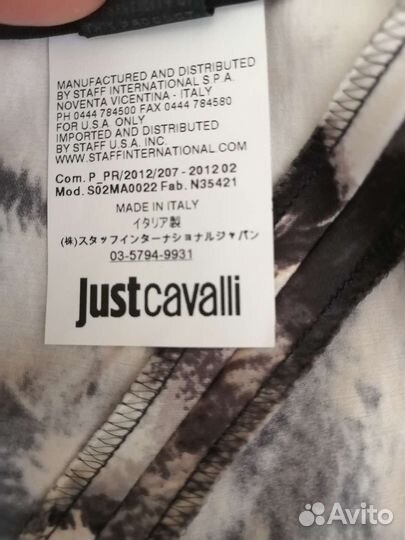 MANUFACTURED AND DISTRIBUTED
BY STAFF INTERNATIONAL S.P.A.
NOVENTA VICENTINA - ITALY
PH 0444 784500 FAX 0444 784580
FOR U.S.A. ONLY
IMPORTED AND DISTRIBUTED
BY STAFF U.S.A. INC.
WWW.STAFFINTERNATIONAL.COM
Com. P_PR/2012/207 - 2012 02
Mod. S02MA0022 Fab. N35421
MADE IN ITALY
イタリア製
(株)スタッフインターナショナルジャパン
03-5794-9931
Justcavalli
Avito